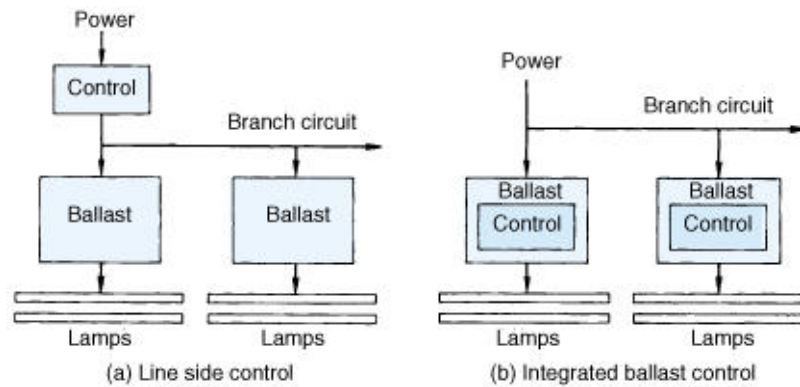 Power
Control
Branch circuit
Ballast
Ballast
Lamps
Lamps
(a) Line side control
Power
Branch circuit
Ballast
Control
Ballast
Control
Lamps
Lamps
(b) Integrated ballast control